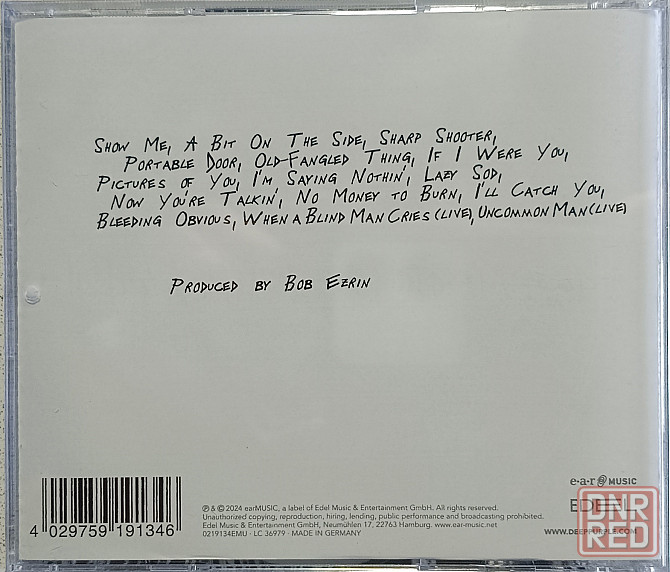 SHOW ME, A BIT ON THE SIDE, SHARP SHOOTER,
PORTABLE DOOR, OLD-FANGLED THING, IF I WERE YOU,
PICTURES OF YOU, I'M SAYING NOTHIN', LAZY SOD,
NOW YOU'RE TALKIN', NO MONEY TO BURN, I'LL CATCH YOU,
BLEEDING OBVIOUS, WHEN A BLIND MAN CRIES (LIVE), UNCOMMON MAN (LIVE)
PRODUCED BY BOB EZRIN
e·a·r MUSIC
EDEL
WWW.DEEPPURPLE.COM
DNR
RED
4 029759 191346
℗ & © 2024 earMUSIC, a label of Edel Music & Entertainment GmbH. All rights reserved.
Unauthorized copying, reproduction, hiring, lending, public performance and broadcasting prohibited.
Edel Music & Entertainment GmbH, Neumühlen 17, 22763 Hamburg. www.ear-music.net
0219134EMU · LC 36979 · MADE IN GERMANY